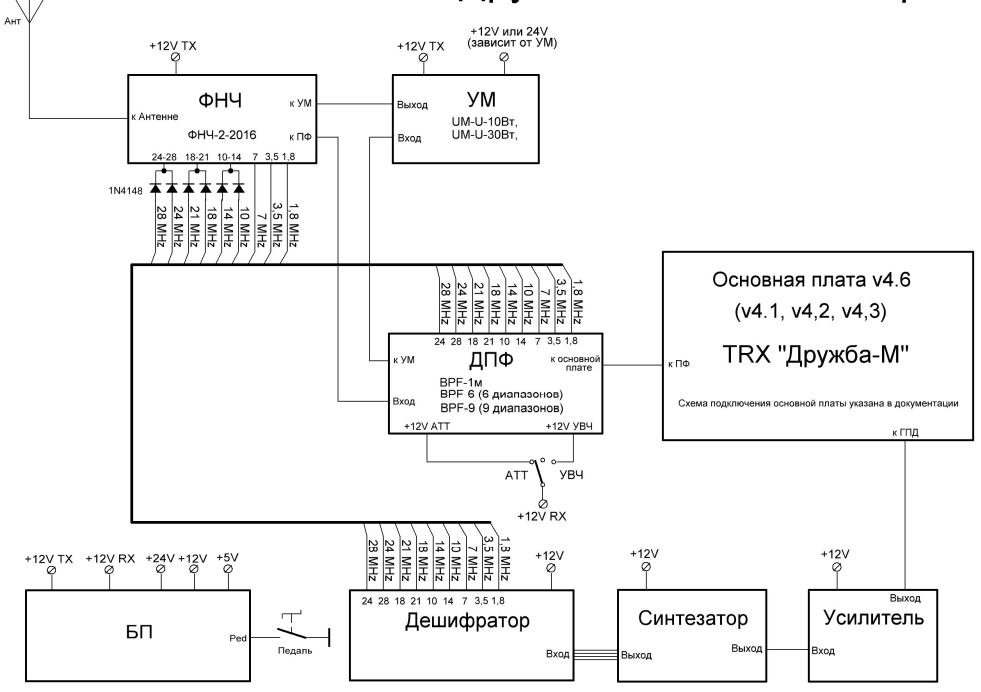 Ант
+12V TX
+12V TX
+12V или 24V
(зависит от УМ)
ФНЧ
к УМ
к Антенне
ФНЧ-2-2016
к ПФ
24-28 18-21 10-14 7 3,5 1,8
УМ
Выход
UM-U-10Вт,
Вход
UM-U-30Вт,
1N4148
28 MHz
24 MHz
21 MHz
18 MHz
14 MHz
10 MHz
7 MHz
3,5 MHz
1,8 MHz
28 MHz
24 MHz
21 MHz
18 MHz
14 MHz
10 MHz
7 MHz
3,5 MHz
1,8 MHz
24 28 18 21 10 14 7 3,5 1,8
ДПФ
к УМ
к основной
плате
BPF-1м
BPF 6 (6 диапазонов)
BPF-9 (9 диапазонов)
Вход
+12V АТТ
+12V УВЧ
АТТ
УВЧ
+12V RX
Основная плата v4.6
(v4.1, v4,2, v4,3)
TRX "Дружба-М"
к ПФ
Схема подключения основной платы указана в документации
к ГПД
28 MHz
24 MHz
21 MHz
18 MHz
14 MHz
10 MHz
7 MHz
3,5 MHz
1,8 MHz
+12V TX
+12V RX
+24V
+12V
+5V
БП
Ped
Педаль
+12V
24 28 18 21 10 14 7 3,5 1,8
Дешифратор
Вход
+12V
Синтезатор
Выход
Выход
+12V
Выход
Усилитель
Вход